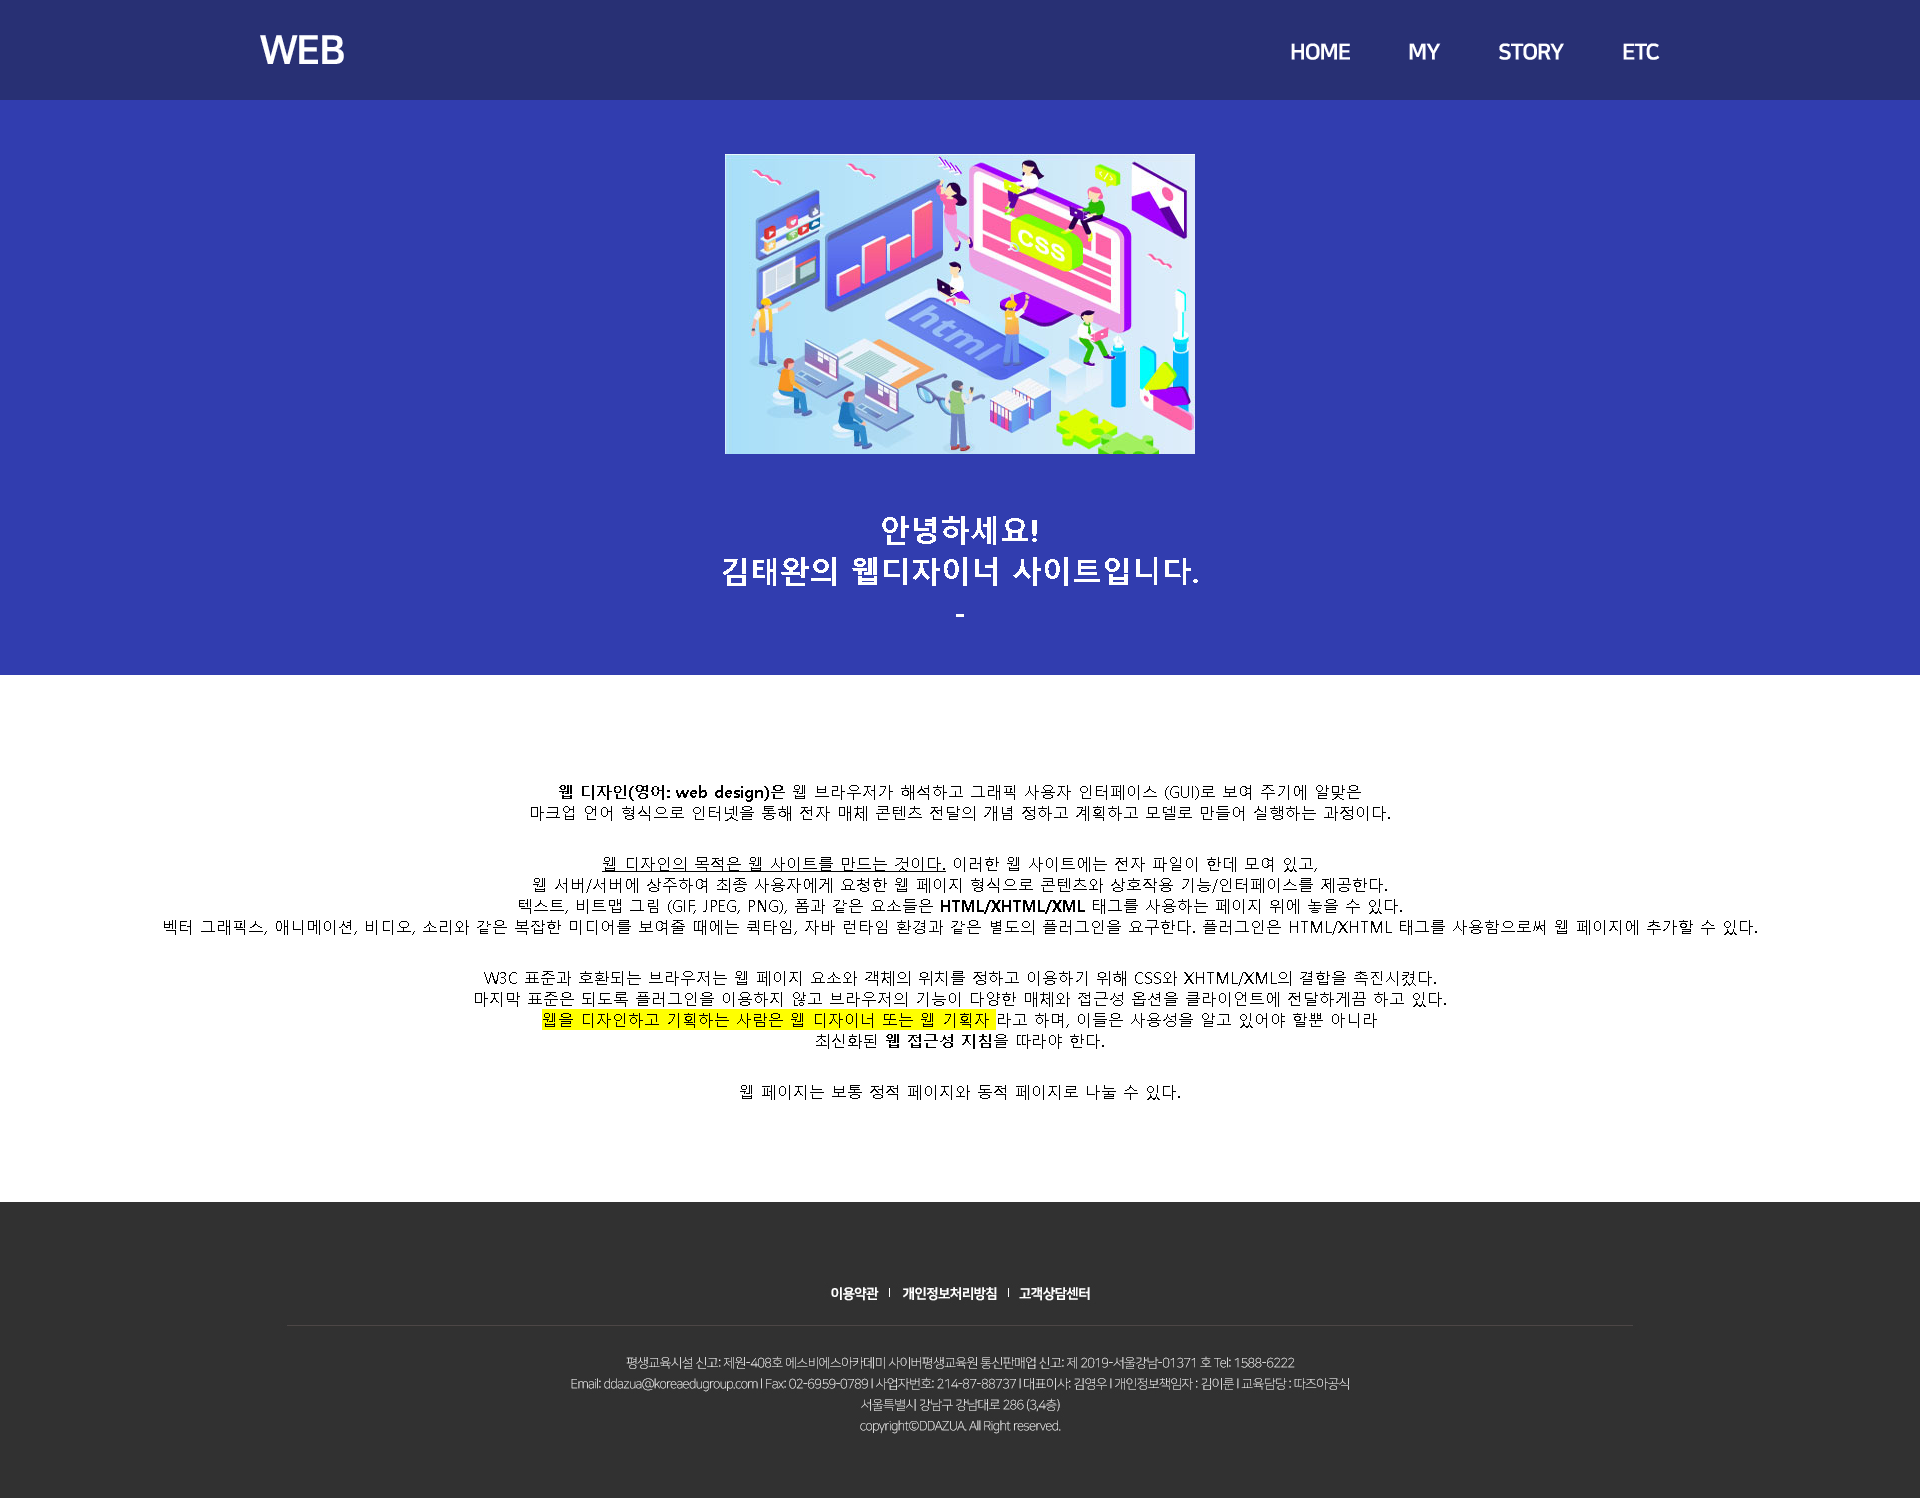 WEB
HOME MY STORY ETC
CSS
html
안녕하세요!
김태완의 웹디자이너 사이트입니다.
-
웹 디자인(영어: web design)은 웹 브라우저가 해석하고 그래픽 사용자 인터페이스 (GUI)로 보여 주기에 알맞은
마크업 언어 형식으로 인터넷을 통해 전자 매체 콘텐츠 전달의 개념 정하고 계획하고 모델로 만들어 실행하는 과정이다.
웹 디자인의 목적은 웹 사이트를 만드는 것이다. 이러한 웹 사이트에는 전자 파일이 한데 모여 있고,
웹 서버/서버에 상주하여 최종 사용자에게 요청한 웹 페이지 형식으로 콘텐츠와 상호작용 기능/인터페이스를 제공한다.
텍스트, 비트맵 그림 (GIF, JPEG, PNG), 폼과 같은 요소들은 HTML/XHTML/XML 태그를 사용하는 페이지 위에 놓을 수 있다.
벡터 그래픽스, 애니메이션, 비디오, 소리와 같은 복잡한 미디어를 보여줄 때에는 쿽타임, 자바 런타임 환경과 같은 별도의 플러그인을 요구한다. 플러그인은 HTML/XHTML 태그를 사용함으로써 웹 페이지에 추가할 수 있다.
W3C 표준과 호환되는 브라우저는 웹 페이지 요소와 객체의 위치를 정하고 이용하기 위해 CSS와 XHTML/XML의 결합을 촉진시켰다.
마지막 표준은 되도록 플러그인을 이용하지 않고 브라우저의 기능이 다양한 매체와 접근성 옵션을 클라이언트에 전달하게끔 하고 있다.
웹을 디자인하고 기획하는 사람은 웹 디자이너 또는 웹 기획자 라고 하며, 이들은 사용성을 알고 있어야 할뿐 아니라
최신화된 웹 접근성 지침을 따라야 한다.
웹 페이지는 보통 정적 페이지와 동적 페이지로 나눌 수 있다.
이용약관 | 개인정보처리방침 | 고객상담센터
평생교육시설 신고: 제원-408호 에스비에스아카데미 사이버평생교육원 통신판매업 신고: 제 2019-서울강남-01371 호 Tel: 1588-6222
Email: ddazua@koreaedugroup.com | Fax: 02-6959-0789 | 사업자번호: 214-87-88737 | 대표이사: 김영우 | 개인정보책임자 : 김이룬 | 교육담당 : 따즈아공식
서울특별시 강남구 강남대로 286 (3,4층)
copyright©DDAZUA. All Right reserved.